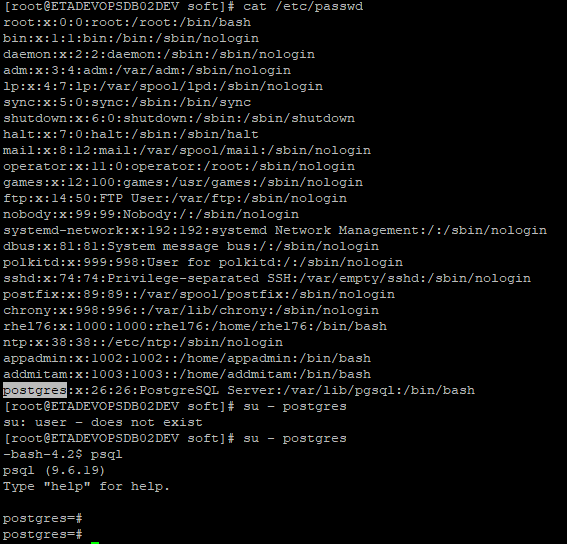 [root@ETADEVOPSDB02DEV soft]# cat /etc/passwd
root:x:0:0:root:/root:/bin/bash
bin:x:1:1:bin:/bin:/sbin/nologin
daemon:x:2:2:daemon:/sbin:/sbin/nologin
adm:x:3:4:adm:/var/adm:/sbin/nologin
lp:x:4:7:lp:/var/spool/lpd:/sbin/nologin
sync:x:5:0:sync:/sbin:/bin/sync
shutdown:x:6:0:shutdown:/sbin:/sbin/shutdown
halt:x:7:0:halt:/sbin:/sbin/halt
mail:x:8:12:mail:/var/spool/mail:/sbin/nologin
operator:x:11:0:operator:/root:/sbin/nologin
games:x:12:100:games:/usr/games:/sbin/nologin
ftp:x:14:50:FTP User:/var/ftp:/sbin/nologin
nobody:x:99:99:Nobody:/:/sbin/nologin
systemd-network:x:192:192:systemd Network Management:/:/sbin/nologin
dbus:x:81:81:System message bus:/:/sbin/nologin
polkitd:x:999:998:User for polkitd:/:/sbin/nologin
sshd:x:74:74:Privilege-separated SSH:/var/empty/sshd:/sbin/nologin
postfix:x:89:89::/var/spool/postfix:/sbin/nologin
chrony:x:998:996::/var/lib/chrony:/sbin/nologin
rhel76:x:1000:1000:rhel76:/home/rhel76:/bin/bash
ntp:x:38:38::/etc/ntp:/sbin/nologin
appadmin:x:1002:1002::/home/appadmin:/bin/bash
addmitam:x:1003:1003::/home/addmitam:/bin/bash
postgres:x:26:26:PostgreSQL Server:/var/lib/pgsql:/bin/bash
[root@ETADEVOPSDB02DEV soft]# su – postgres
su: user – does not exist
[root@ETADEVOPSDB02DEV soft]# su - postgres
-bash-4.2$ psql
psql (9.6.19)
Type "help" for help.
postgres=#
postgres=#